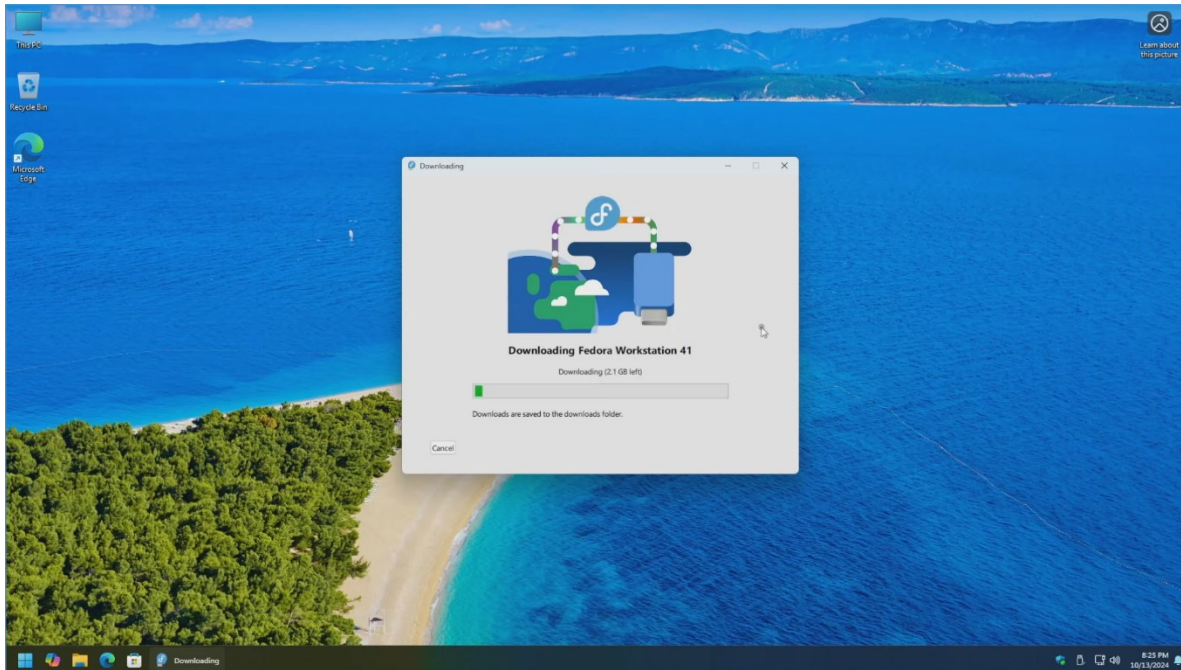 This PC
Recycle Bin
Microsoft
Edge
Learn about
this picture
Downloading
Downloading Fedora Workstation 41
Downloading (2.1 GB left)
Downloads are saved to the downloads folder.
Cancel
Downloading
8:25 PM
10/13/2024